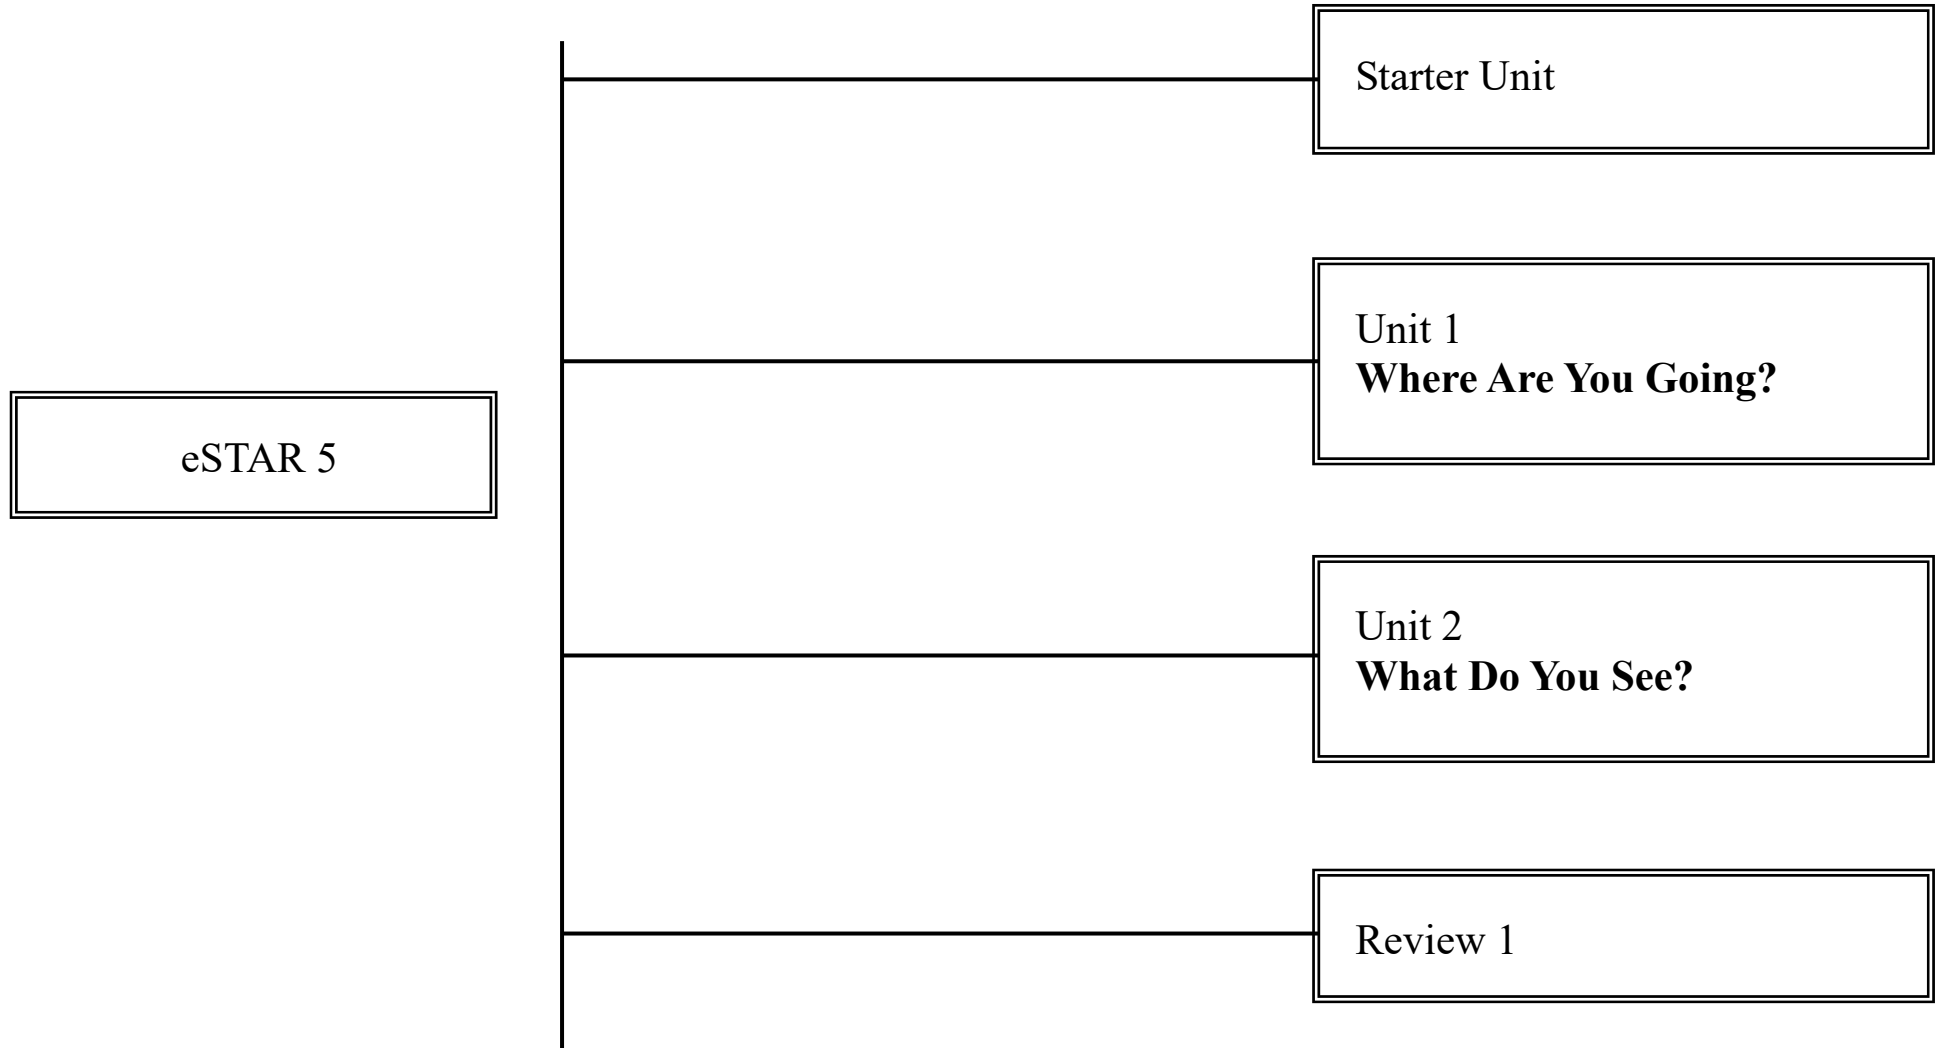 Starter Unit
Unit 1
Where Are You Going?
eSTAR 5
Unit 2
What Do You See?
Review 1